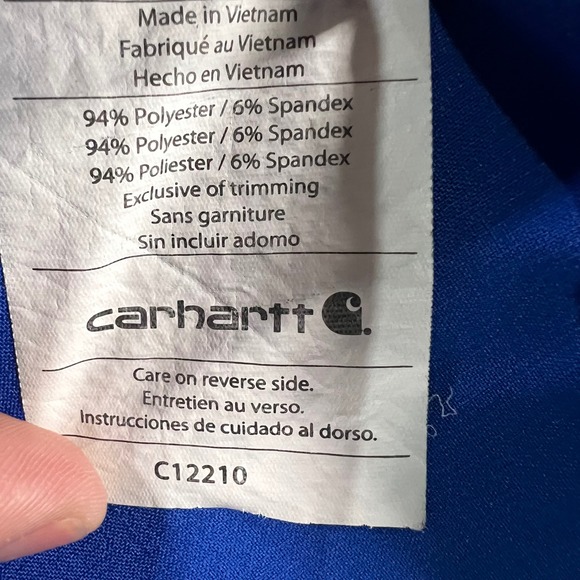 Made in Vietnam
Fabriqué au Vietnam
Hecho en Vietnam
94% Polyester / 6% Spandex
94% Polyester / 6% Spandex
94% Poliester / 6% Spandex
Exclusive of trimming
Sans garniture
Sin incluir adorno
carhartt
Care on reverse side.
Entretien au verso.
Instrucciones de cuidado al dorso.
C12210